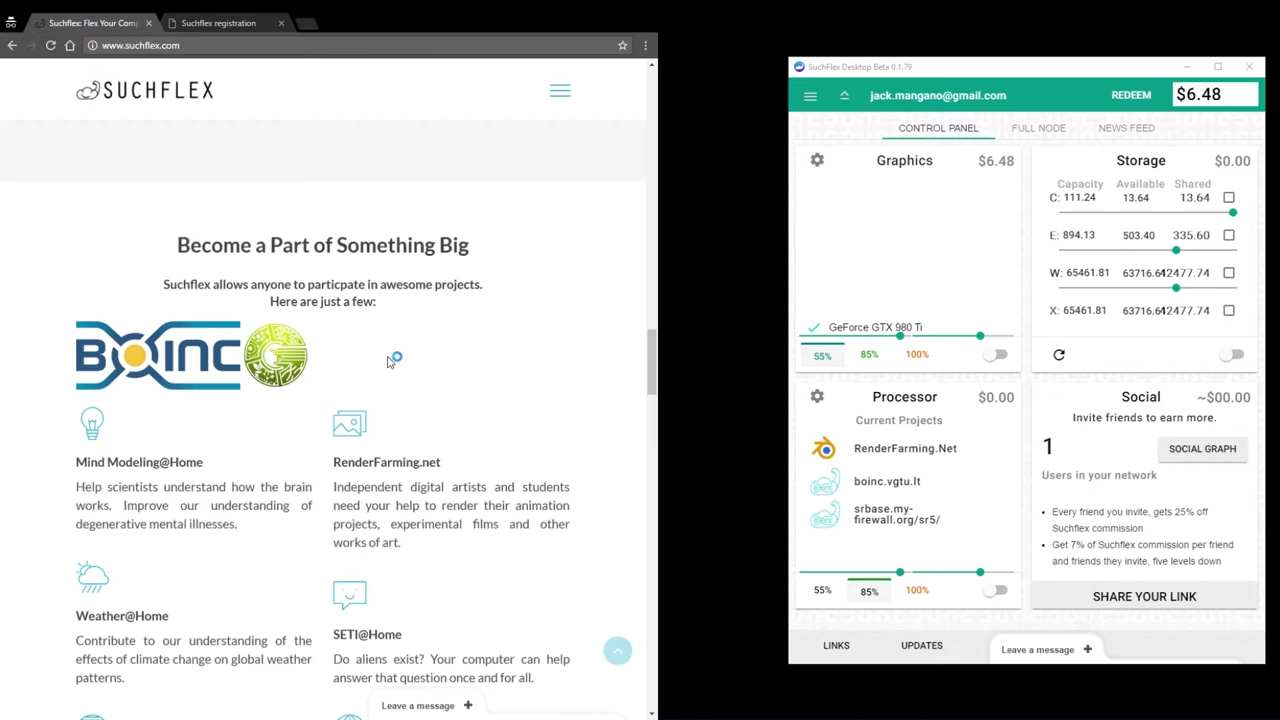 Suchflex: Flex Your Com
Suchflex registration
www.suchflex.com
SUCHFLEX
Become a Part of Something Big
Suchflex allows anyone to particpate in awesome projects.
Here are just a few:
BOINC
Mind Modeling@Home
Help scientists understand how the brain
works. Improve our understanding of
degenerative mental illnesses.
RenderFarming.net
Independent digital artists and students
need your help to render their animation
projects, experimental films and other
works of art.
Weather@Home
Contribute to our understanding of the
effects of climate change on global weather
patterns.
SETI@Home
Do aliens exist? Your computer can help
answer that question once and for all.
Leave a message +
SuchFlex Desktop Beta 0.1.79
jack.mangano@gmail.com
REDEEM
$6.48
CONTROL PANEL
FULL NODE
NEWS FEED
Graphics
$6.48
GeForce GTX 980 Ti
55% 85% 100%
Storage
$0.00
Capacity Available Shared
C: 111.24 13.64 13.64
E: 894.13 503.40 335.60
W: 65461.81 63716.61 12477.74
X: 65461.81 63716.61 12477.74
Processor
$0.00
Current Projects
RenderFarming.Net
boinc.vgtu.lt
srbase.my-
firewall.org/sr5/
55% 85% 100%
Social
~$00.00
Invite friends to earn more.
1
SOCIAL GRAPH
Users in your network
Every friend you invite, gets 25% off
Suchflex commission
Get 7% of Suchflex commission per friend
and friends they invite, five levels down
SHARE YOUR LINK
LINKS
UPDATES
Leave a message +